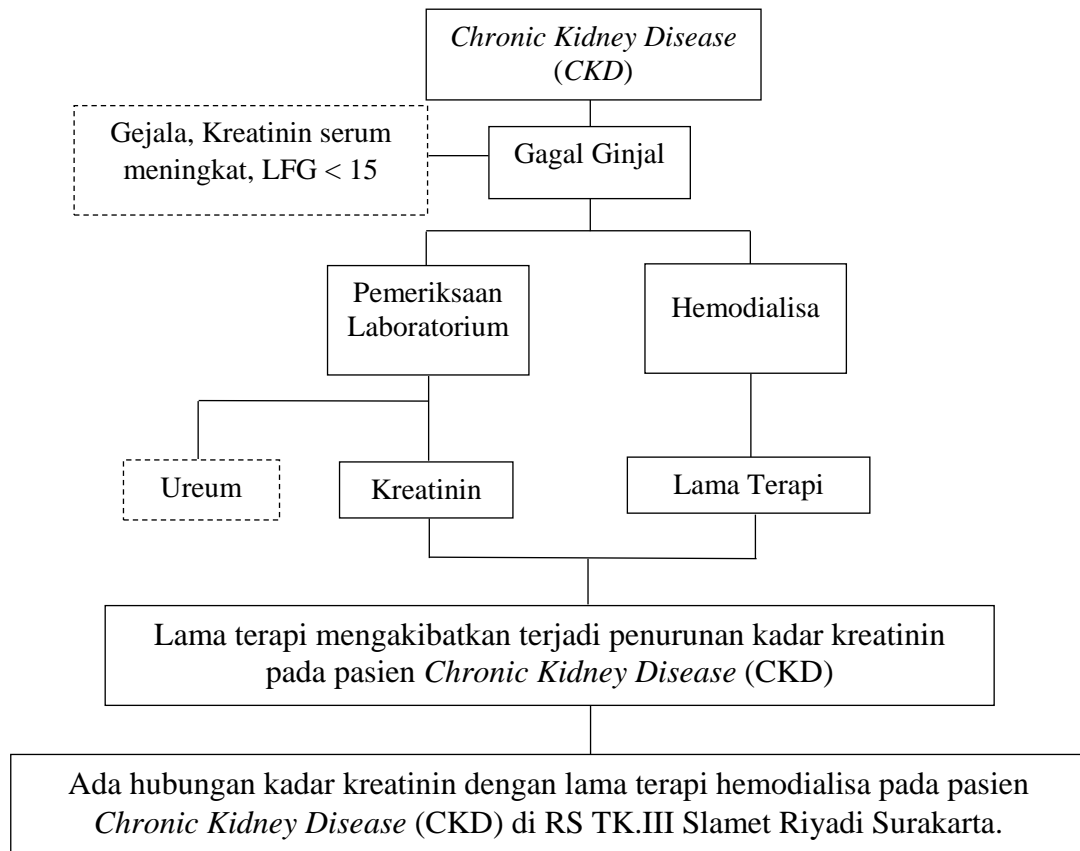 Chronic Kidney Disease
(CKD)
Gejala, Kreatinin serum
meningkat, LFG < 15
Gagal Ginjal
Pemeriksaan
Laboratorium
Hemodialisa
Ureum
Kreatinin
Lama Terapi
Lama terapi mengakibatkan terjadi penurunan kadar kreatinin
pada pasien Chronic Kidney Disease (CKD)
Ada hubungan kadar kreatinin dengan lama terapi hemodialisa pada pasien
Chronic Kidney Disease (CKD) di RS TK.III Slamet Riyadi Surakarta.